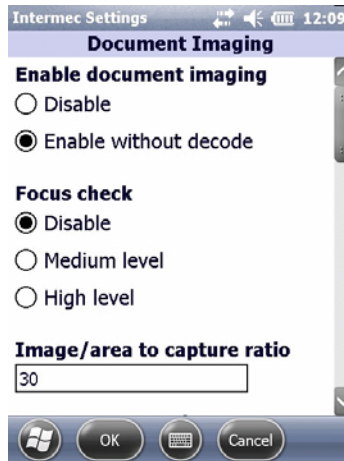 Intermec Settings 12:09
Document Imaging
Enable document imaging
Disable
Enable without decode
Focus check
Disable
Medium level
High level
Image/area to capture ratio
30
OK Cancel